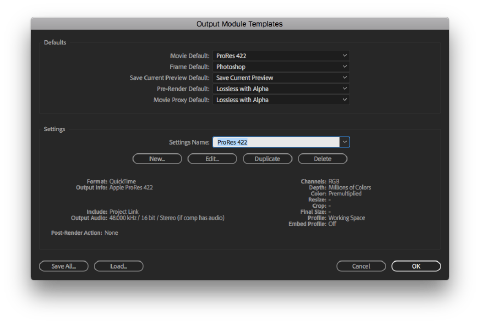 Output Module Templates
Defaults
Movie Default: ProRes 422
Frame Default: Photoshop
Save Current Preview Default: Save Current Preview
Pre-Render Default: Lossless with Alpha
Movie Proxy Default: Lossless with Alpha
Settings
Settings Name: ProRes 422
New... Edit... Duplicate Delete
Format: QuickTime
Output Info: Apple ProRes 422
Include: Project Link
Output Audio: 48.000 kHz / 16 bit / Stereo (if comp has audio)
Post-Render Action: None
Channels: RGB
Depth: Millions of Colors
Color: Premultiplied
Resize: -
Crop: -
Final Size: -
Profile: Working Space
Embed Profile: Off
Save All... Load... Cancel OK